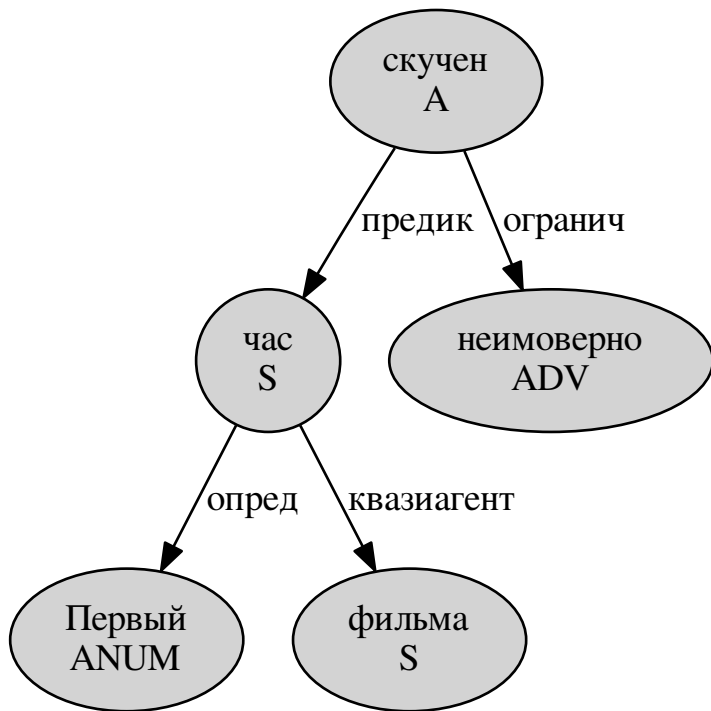 скучен
A
предик
огранич
час
S
неимоверно
ADV
опред
квазиагент
Первый
ANUM
фильма
S